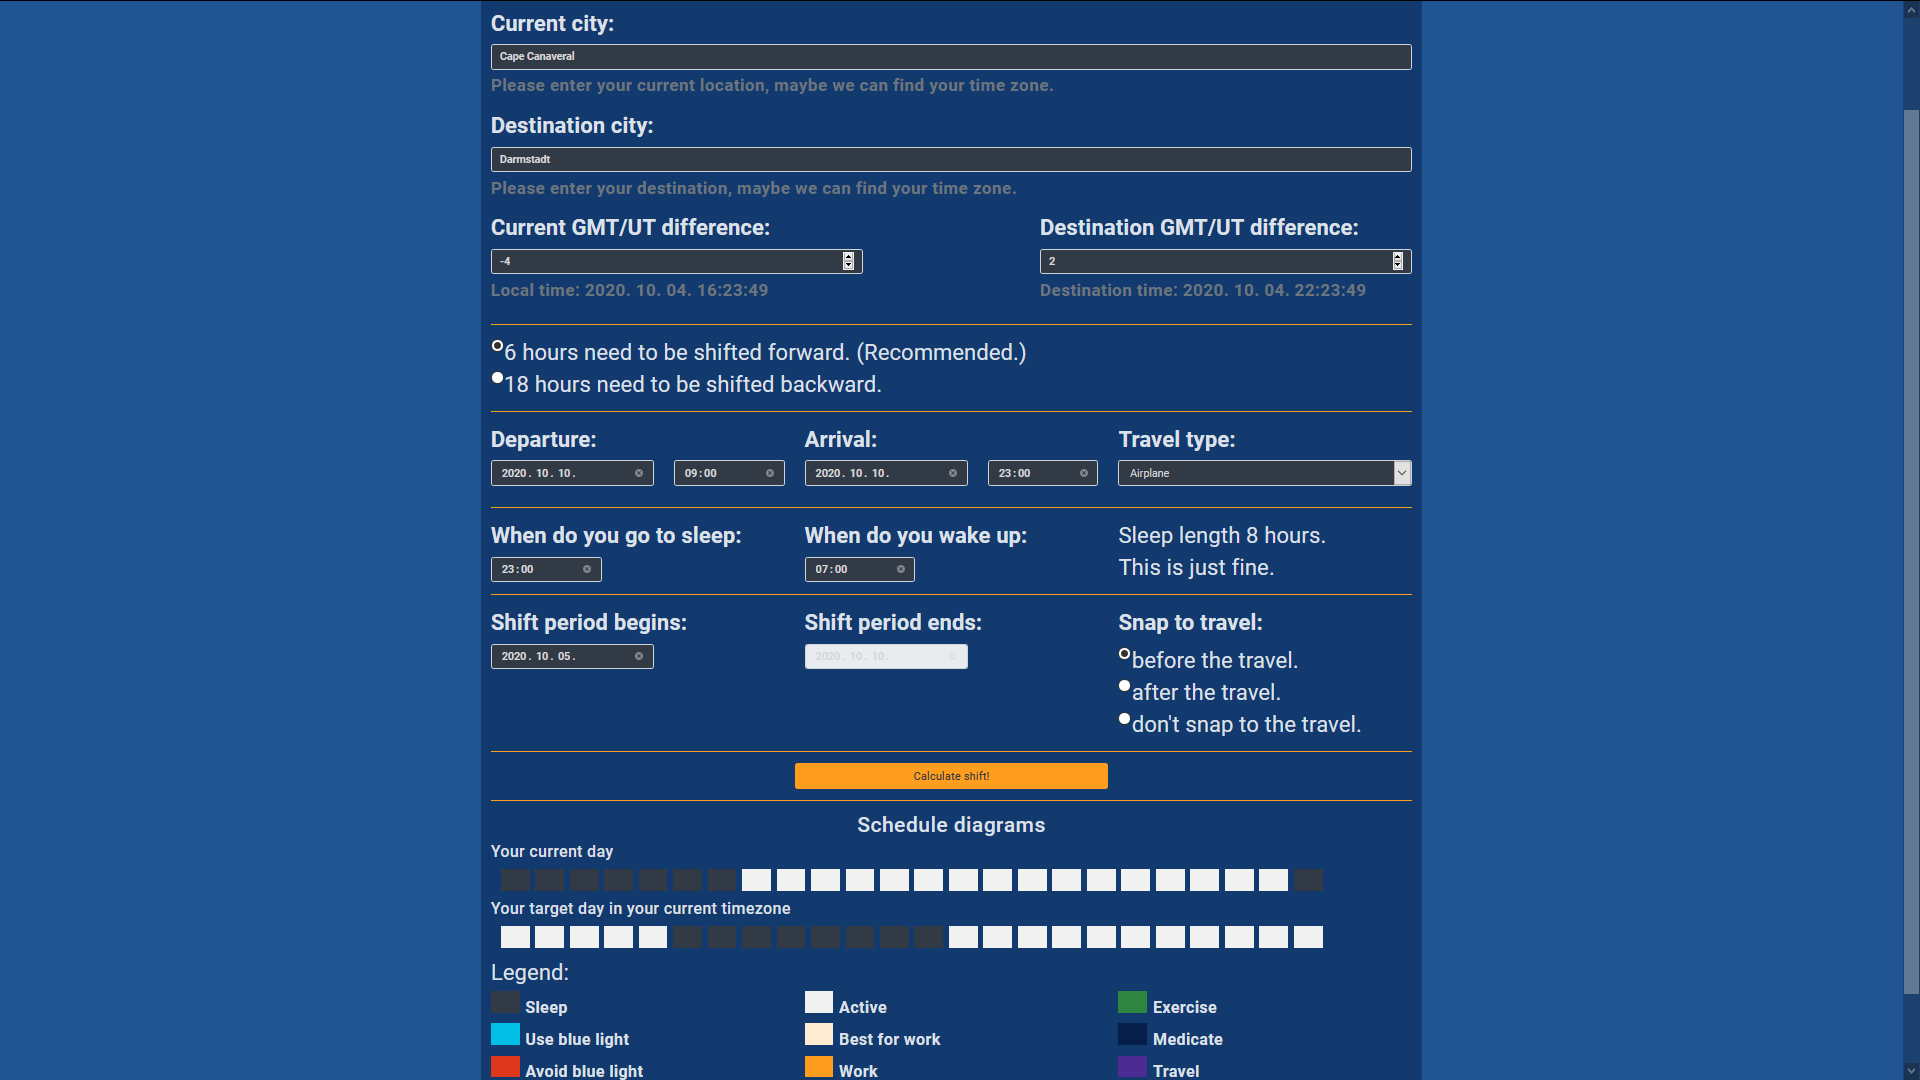 Current city:
Cape Canaveral
Please enter your current location, maybe we can find your time zone.
Destination city:
Darmstadt
Please enter your destination, maybe we can find your time zone.
Current GMT/UT difference: Destination GMT/UT difference:
-4 2
Local time: 2020. 10. 04. 16:23:49 Destination time: 2020. 10. 04. 22:23:49
6 hours need to be shifted forward. (Recommended.)
18 hours need to be shifted backward.
Departure: Arrival: Travel type:
2020. 10. 10. 09:00 2020. 10. 10. 23:00 Airplane
When do you go to sleep: When do you wake up: Sleep length 8 hours.
23:00 07:00 This is just fine.
Shift period begins: Shift period ends: Snap to travel:
2020. 10. 05. 2020. 10. 10. before the travel.
after the travel.
don't snap to the travel.
Calculate shift!
Schedule diagrams
Your current day
Your target day in your current timezone
Legend:
Sleep Active Exercise
Use blue light Best for work Medicate
Avoid blue light Work Travel